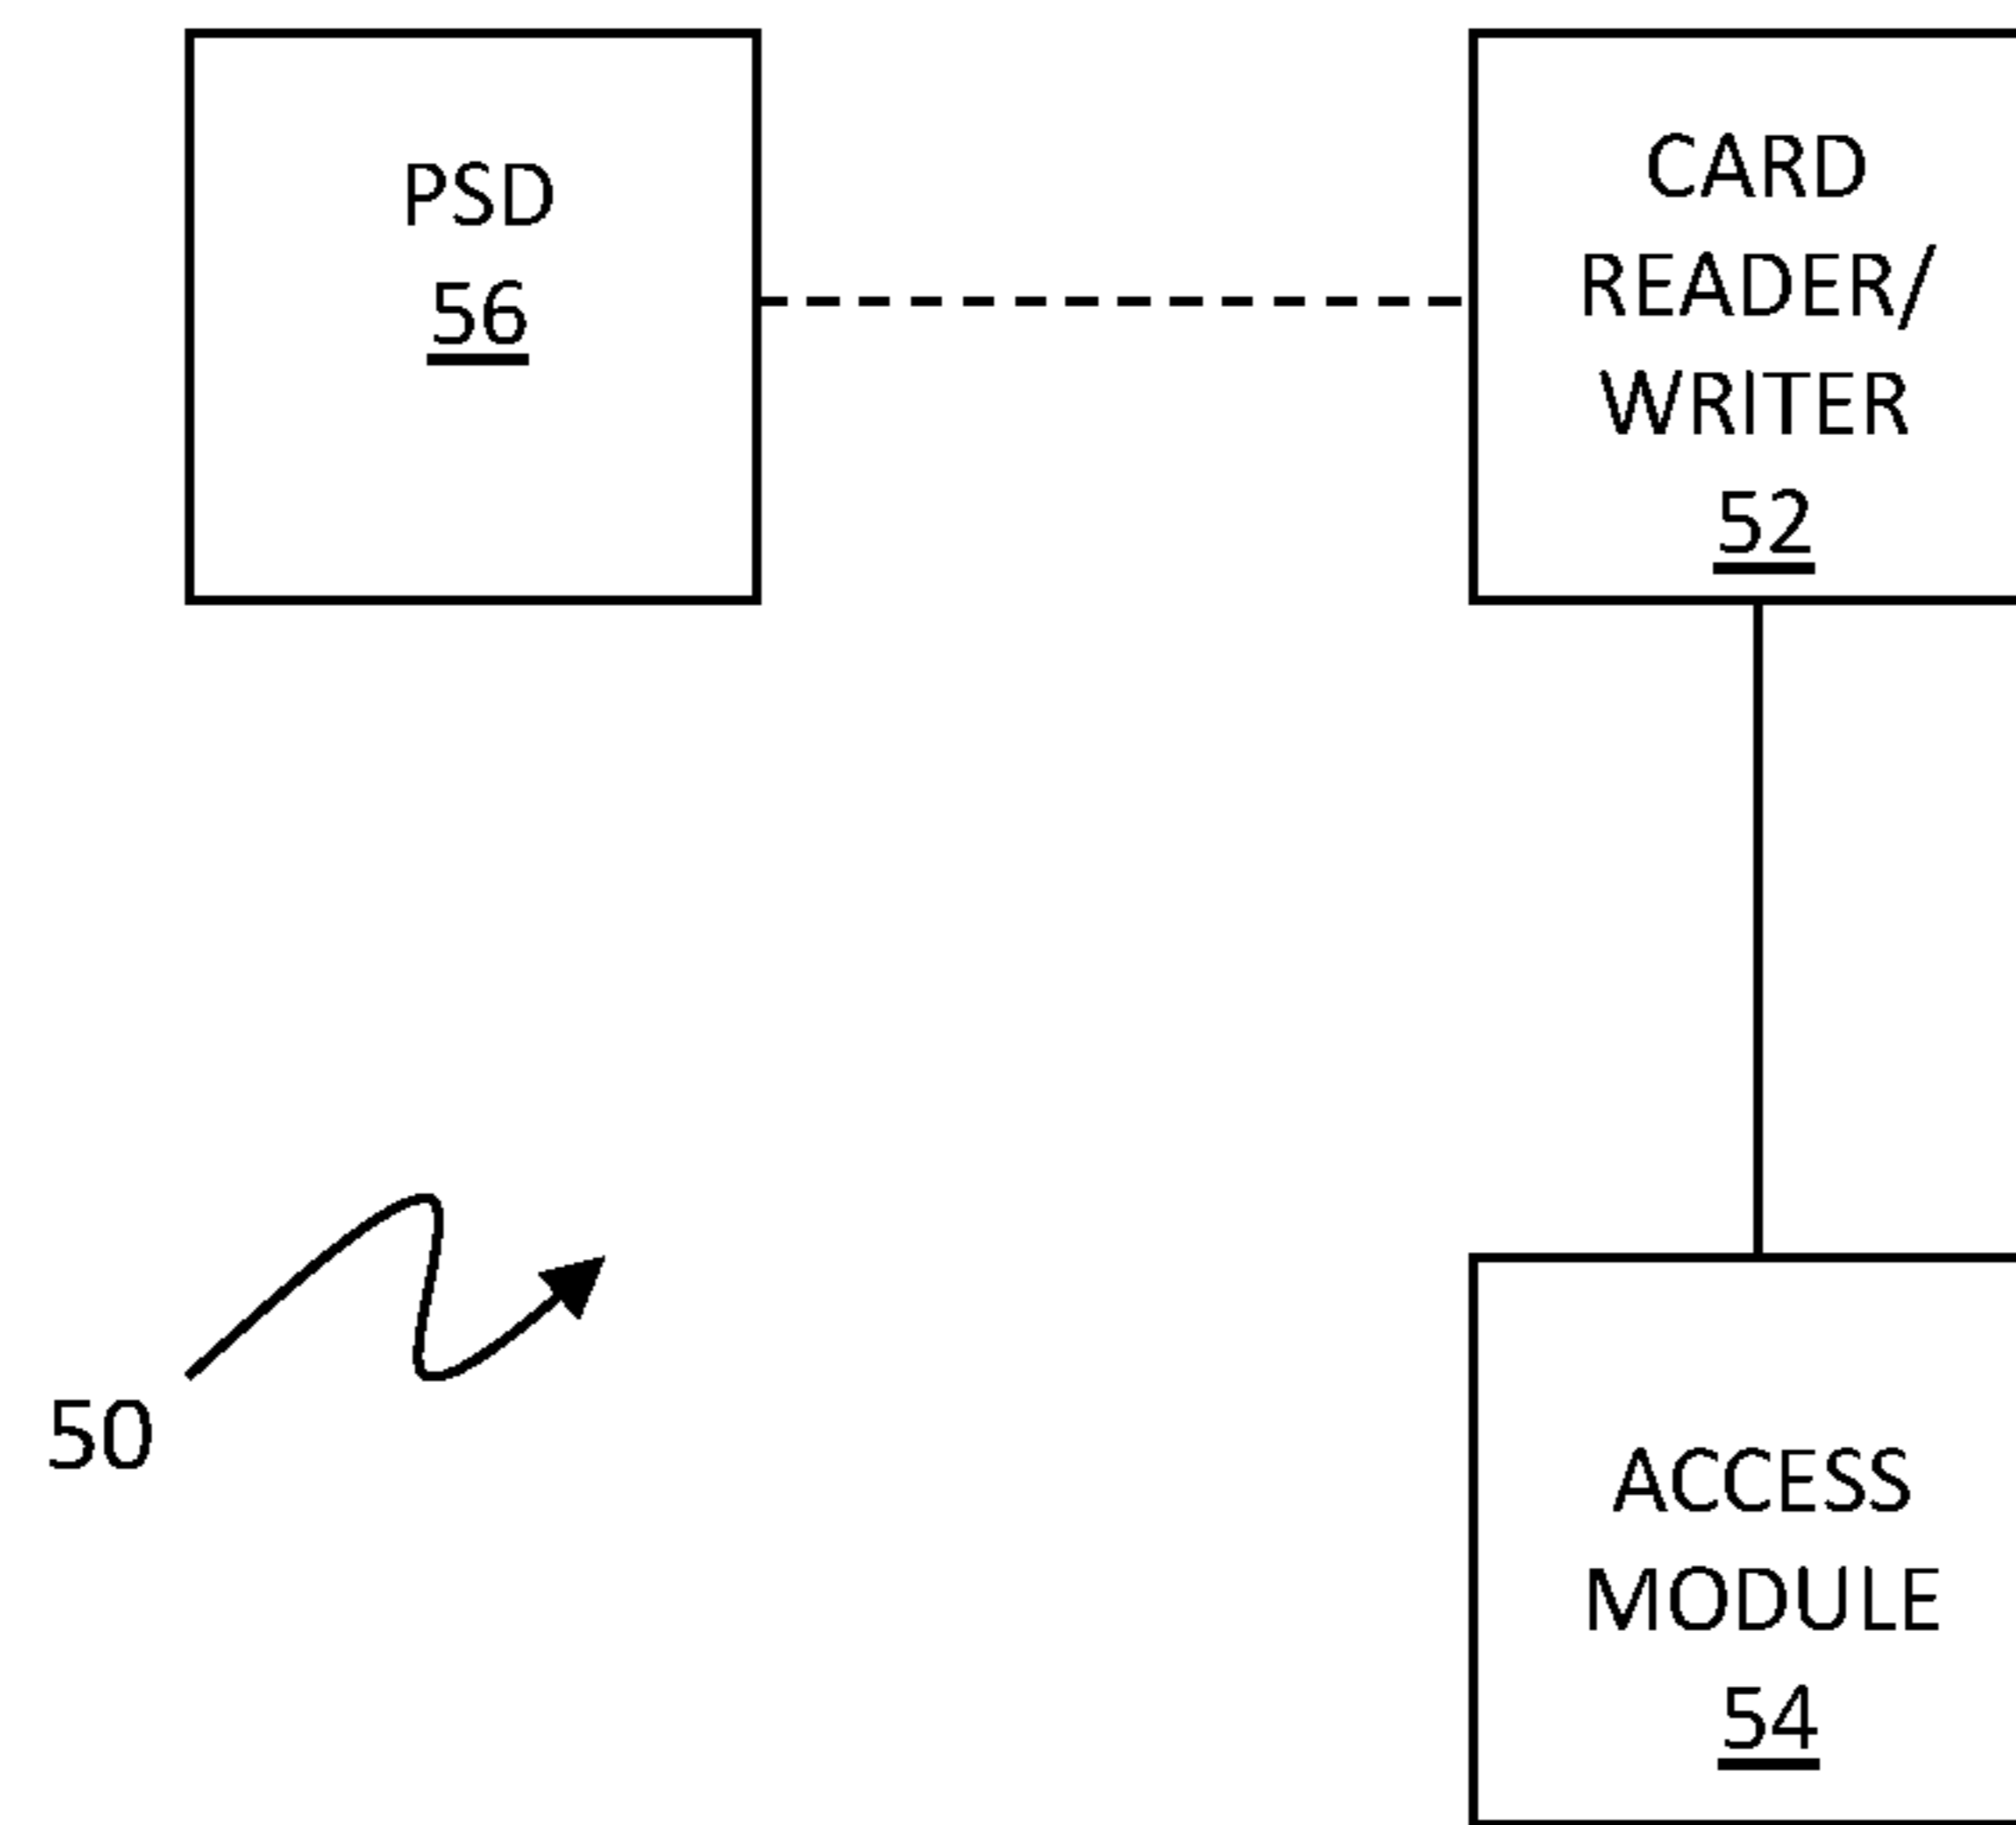 PSD
56
CARD
READER/
WRITER
52
50
ACCESS
MODULE
54